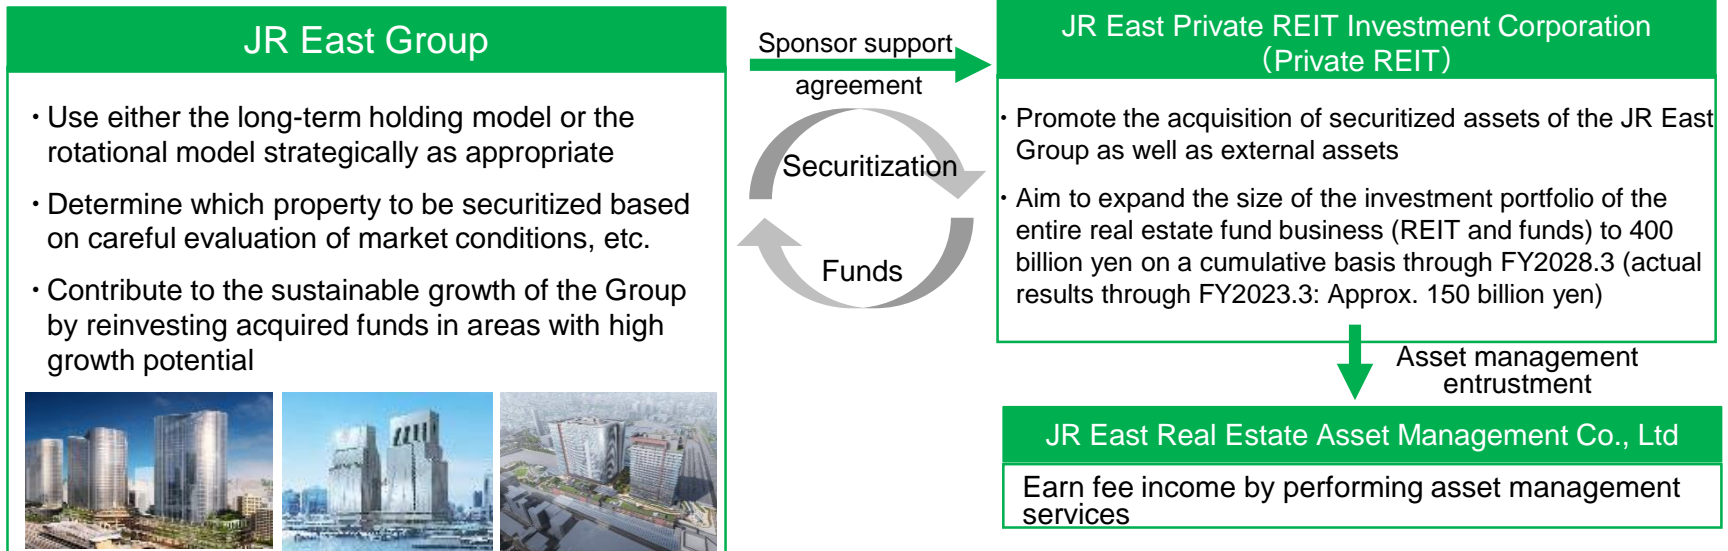 JR East Group
・Use either the long-term holding model or the
rotational model strategically as appropriate
・Determine which property to be securitized based
on careful evaluation of market conditions, etc.
・Contribute to the sustainable growth of the Group
by reinvesting acquired funds in areas with high
growth potential
Sponsor support
agreement
Securitization
Funds
JR East Private REIT Investment Corporation
（Private REIT）
・Promote the acquisition of securitized assets of the JR East
Group as well as external assets
・Aim to expand the size of the investment portfolio of the
entire real estate fund business (REIT and funds) to 400
billion yen on a cumulative basis through FY2028.3 (actual
results through FY2023.3: Approx. 150 billion yen)
Asset management
entrustment
JR East Real Estate Asset Management Co., Ltd
Earn fee income by performing asset management
services